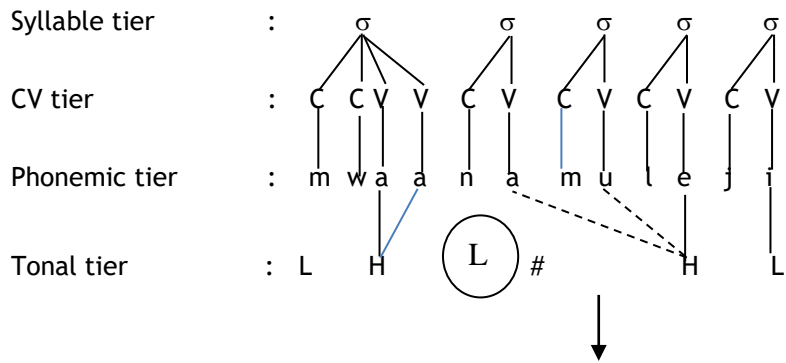 Syllable tier : σ σ σ σ σ
CV tier : C C V V C V C V C V C V
Phonemic tier : m w a a n a m u l e j i
Tonal tier : L H L # H L